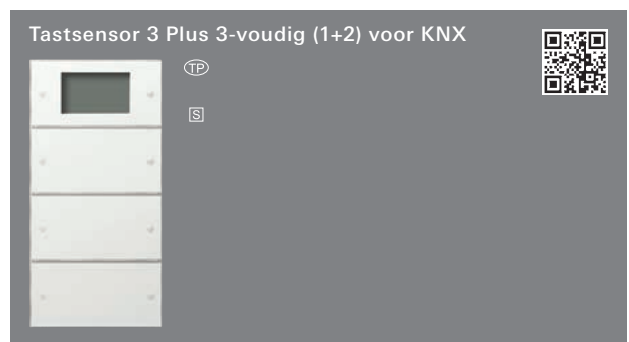 Tastsensor 3 Plus 3-voudig (1+2) voor KNX
TP
S